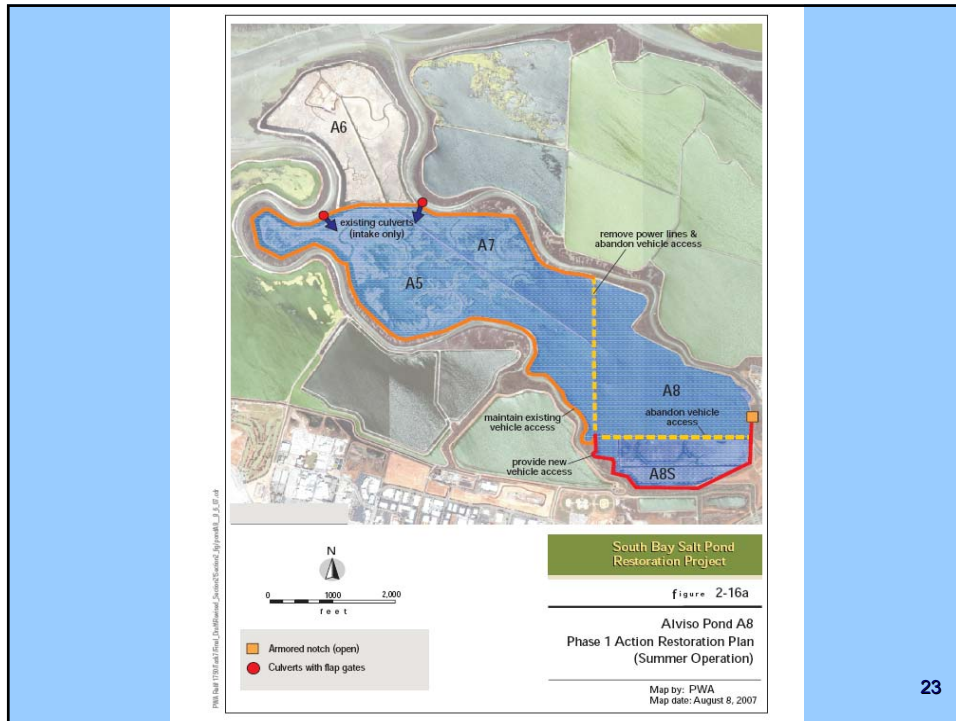 A6
existing culverts
(intake only)
A7
A5
remove power lines &
abandon vehicle access
A8
maintain existing
vehicle access
abandon vehicle
access
provide new
vehicle access
A8S
N
0 1000 2,000
feet
Armored notch (open)
Culverts with flap gates
South Bay Salt Pond
Restoration Project
figure 2-16a
Alviso Pond A8
Phase 1 Action Restoration Plan
(Summer Operation)
Map by: PWA
Map date: August 8, 2007
23